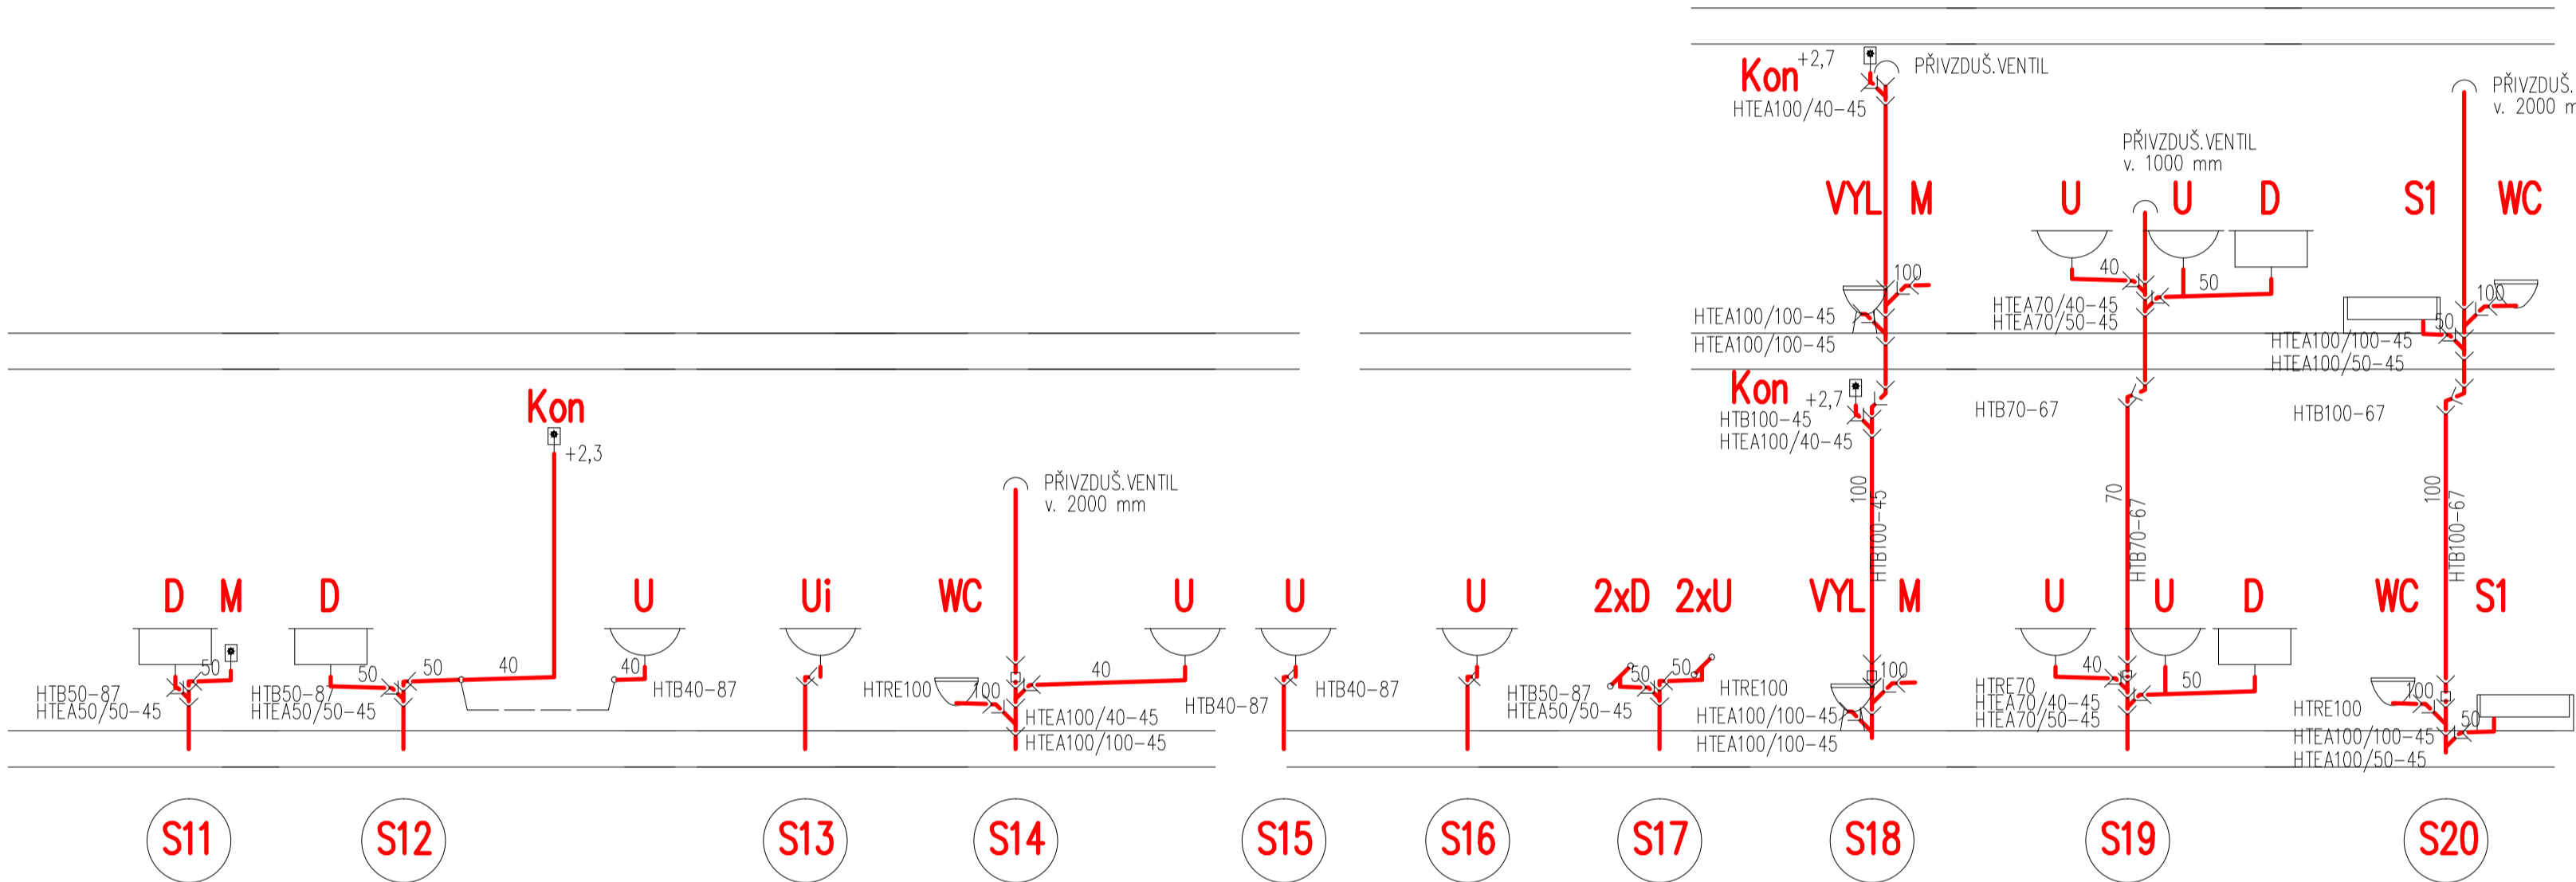 Kon
+2,7
PŘIVZDUŠ.VENTIL
HTEA100/40-45
PŘIVZDUŠ.
v. 2000 m
PŘIVZDUŠ.VENTIL
v. 1000 mm
VYL
M
U
U
D
S1
WC
100
40
50
100
50
HTEA100/100-45
HTEA100/100-45
HTEA70/40-45
HTEA70/50-45
HTEA100/100-45
HTEA100/50-45
Kon
+2,3
Kon
+2,7
HTB100-45
HTEA100/40-45
HTB70-67
HTB100-67
PŘIVZDUŠ.VENTIL
v. 2000 mm
100
HTB100-45
70
HTB70-67
100
HTB100-67
D
M
D
U
Ui
WC
U
U
U
2xD
2xU
VYL
M
U
U
D
WC
S1
50
HTB50-87
HTEA50/50-45
50
50
40
40
HTB50-87
HTEA50/50-45
HTB40-87
HTRE100
100
40
HTEA100/40-45
HTEA100/100-45
HTB40-87
HTB40-87
50
50
HTB50-87
HTEA50/50-45
HTRE100
HTEA100/100-45
HTEA100/100-45
100
40
50
HTRE70
HTEA70/40-45
HTEA70/50-45
100
50
HTRE100
HTEA100/100-45
HTEA100/50-45
S11
S12
S13
S14
S15
S16
S17
S18
S19
S20